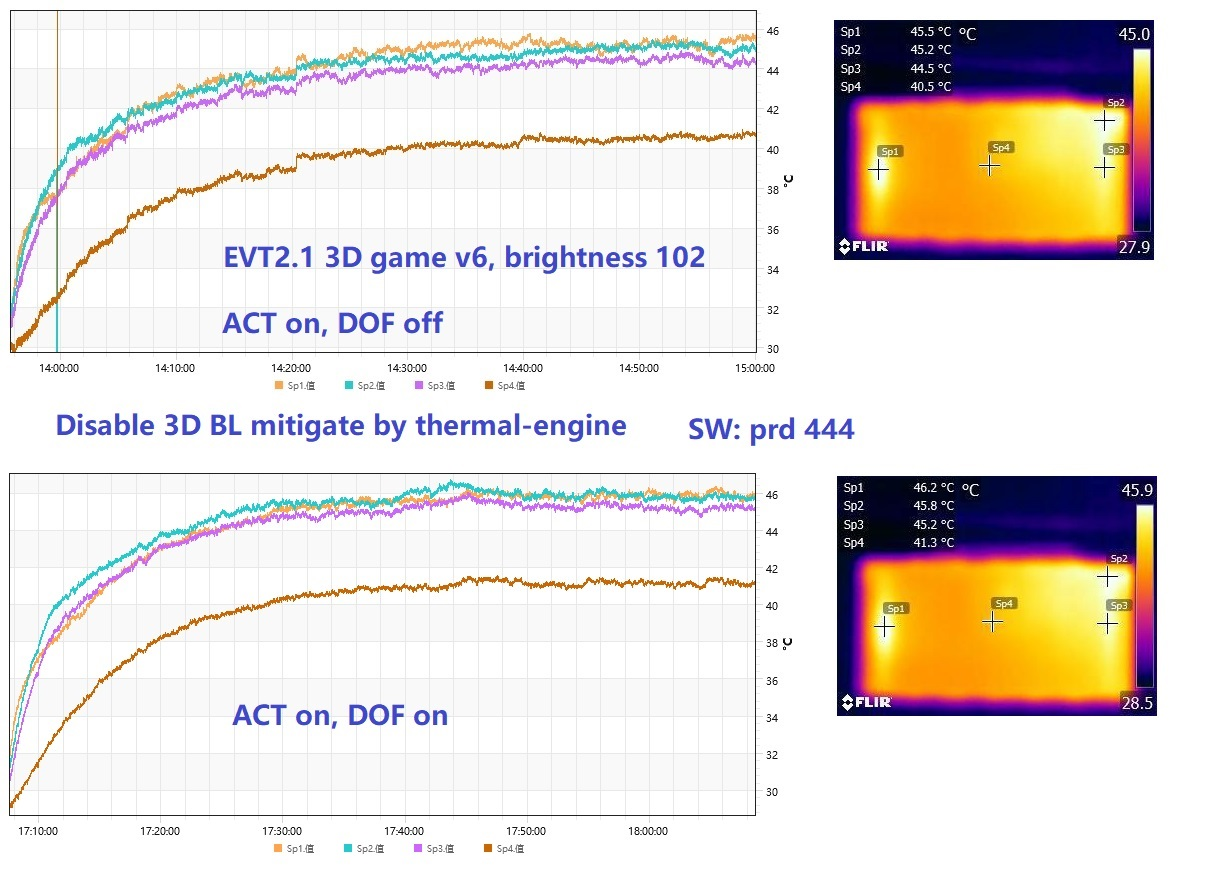 46
44
42
40
38
36
34
32
30
°C
14:00:00 14:10:00 14:20:00 14:30:00 14:40:00 14:50:00 15:00:00
Sp1.值 Sp2.值 Sp3.值 Sp4.值
EVT2.1 3D game v6, brightness 102
ACT on, DOF off
Sp1 45.5 °C °C 45.0
Sp2 45.2 °C
Sp3 44.5 °C
Sp4 40.5 °C
Sp2
Sp1
Sp4
Sp3
FLIR
27.9
Disable 3D BL mitigate by thermal-engine
SW: prd 444
46
44
42
40
38
36
34
32
30
°C
17:10:00 17:20:00 17:30:00 17:40:00 17:50:00 18:00:00
Sp1.值 Sp2.值 Sp3.值 Sp4.值
ACT on, DOF on
Sp1 46.2 °C °C 45.9
Sp2 45.8 °C
Sp3 45.2 °C
Sp4 41.3 °C
Sp2
Sp1
Sp4
Sp3
FLIR
28.5